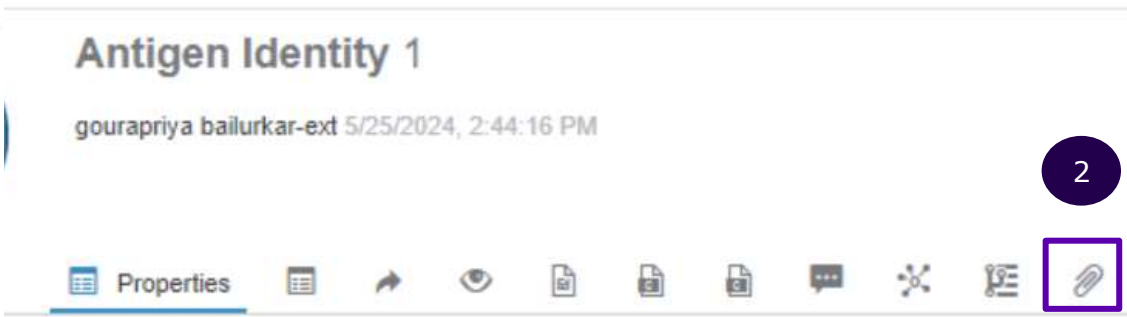 Antigen Identity 1
gourapriya bailurkar-ext 5/25/2024, 2:44:16 PM
2
Properties